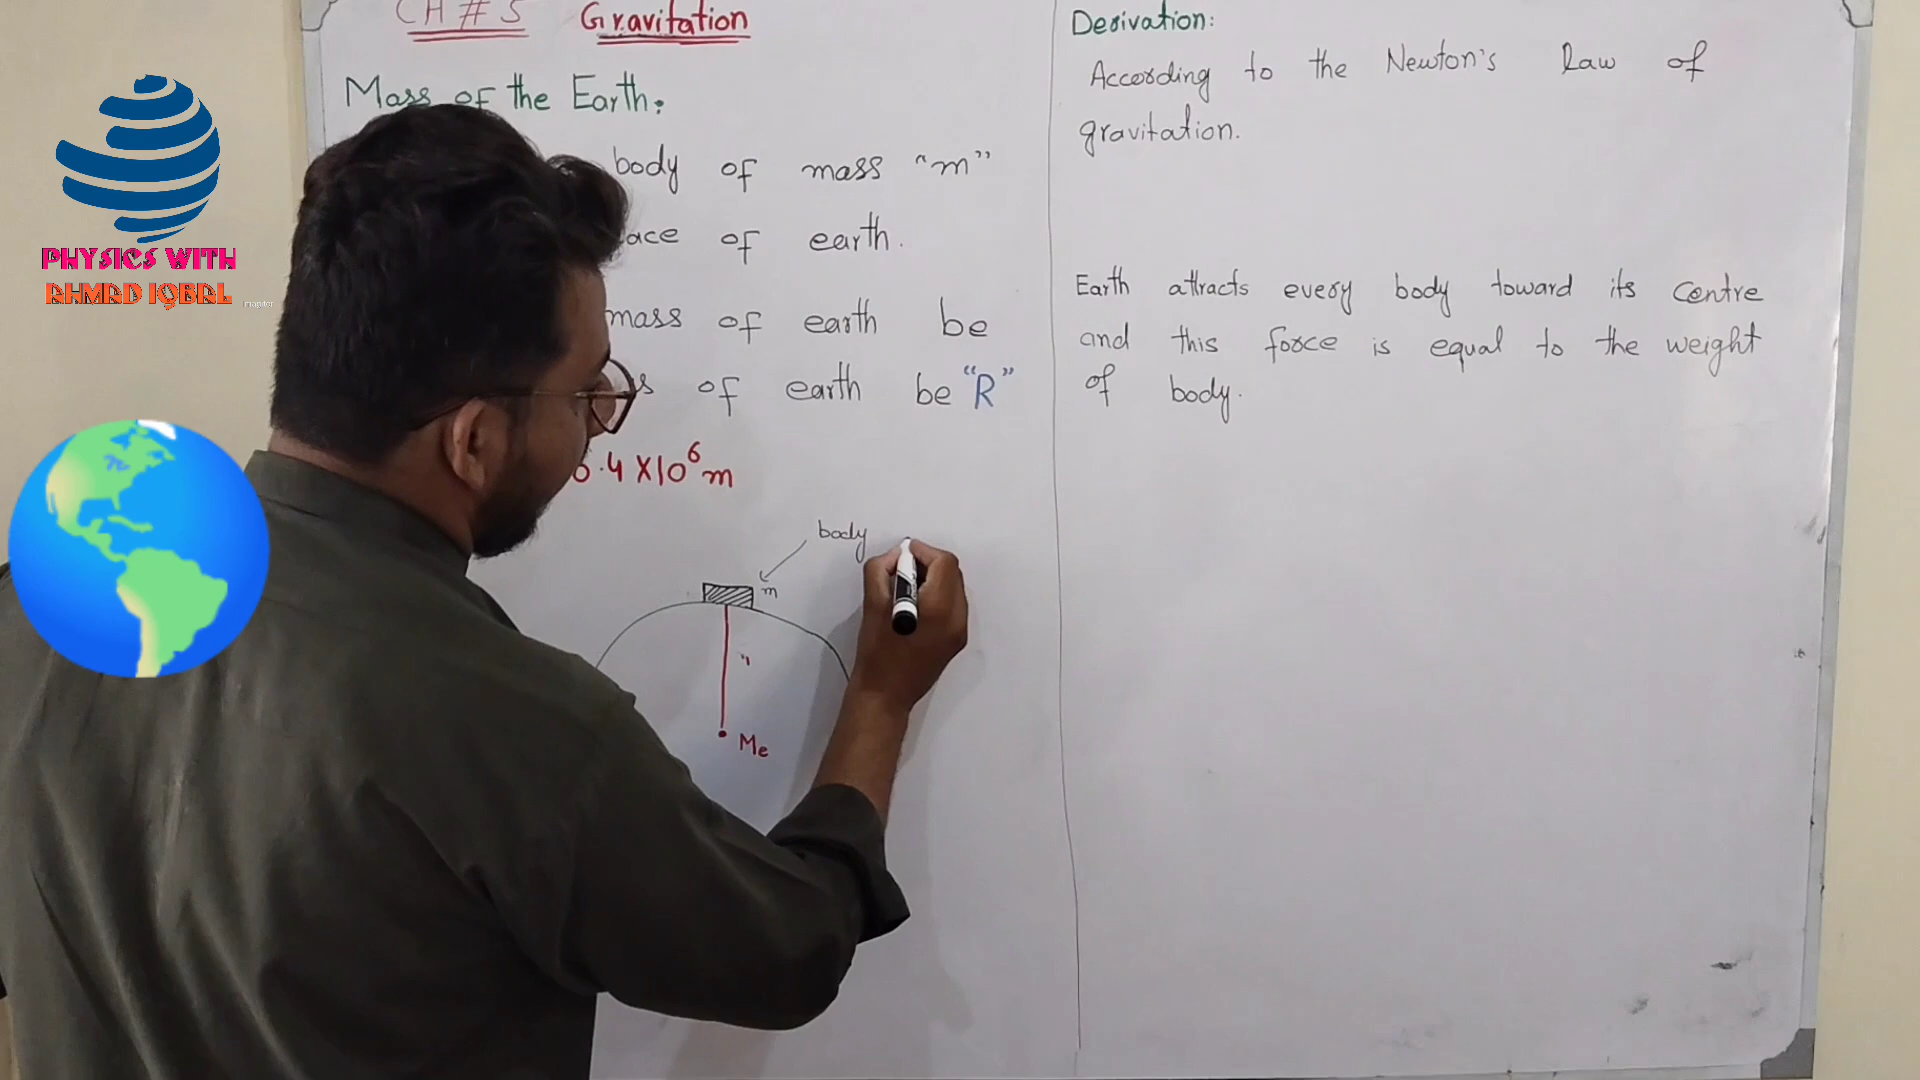 CH # 5 Gravitation
Mass of the Earth:
body of mass "m"
of earth.
mass of earth be
of earth be "R"
6.4 X 10⁶ m
body
m
Me
Derivation:
According to the Newton's Law of
gravitation.
Earth attracts every body toward its centre
and this force is equal to the weight
of body.
PHYSICS WITH
AHMAD IQBAL